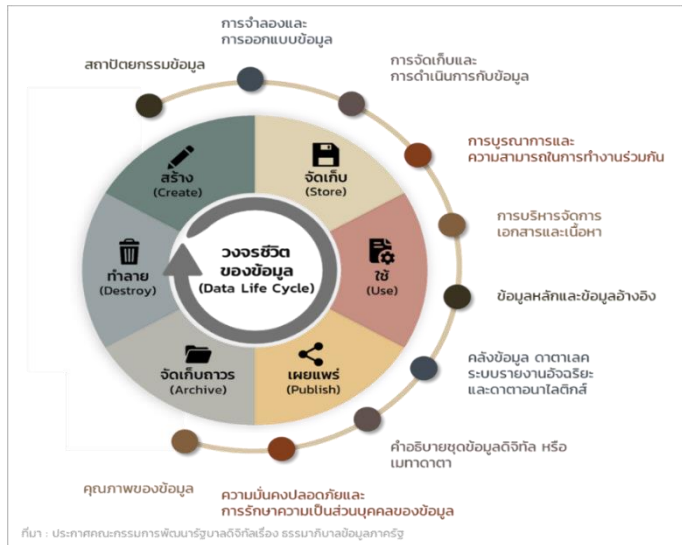 การจำลองและ
การออกแบบข้อมูล
สถาปัตยกรรมข้อมูล
การจัดเก็บและ
การดำเนินการกับข้อมูล
การบูรณาการและ
ความสามารถในการทำงานร่วมกัน
การบริหารจัดการ
เอกสารและเนื้อหา
ข้อมูลหลักและข้อมูลอ้างอิง
คลังข้อมูล ดาตาเลค
ระบบรายงานอัจฉริยะ
และดาตาอนาไลติกส์
คำอธิบายชุดข้อมูลดิจิทัล หรือ
เมทาดาตา
ความมั่นคงปลอดภัยและ
การรักษาความเป็นส่วนบุคคลของข้อมูล
คุณภาพของข้อมูล
สร้าง
(Create)
จัดเก็บ
(Store)
ใช้
(Use)
เผยแพร่
(Publish)
จัดเก็บถาวร
(Archive)
ทำลาย
(Destroy)
วงจรชีวิต
ของข้อมูล
(Data Life Cycle)
ที่มา : ประกาศคณะกรรมการพัฒนารัฐบาลดิจิทัลเรื่อง ธรรมาภิบาลข้อมูลภาครัฐ